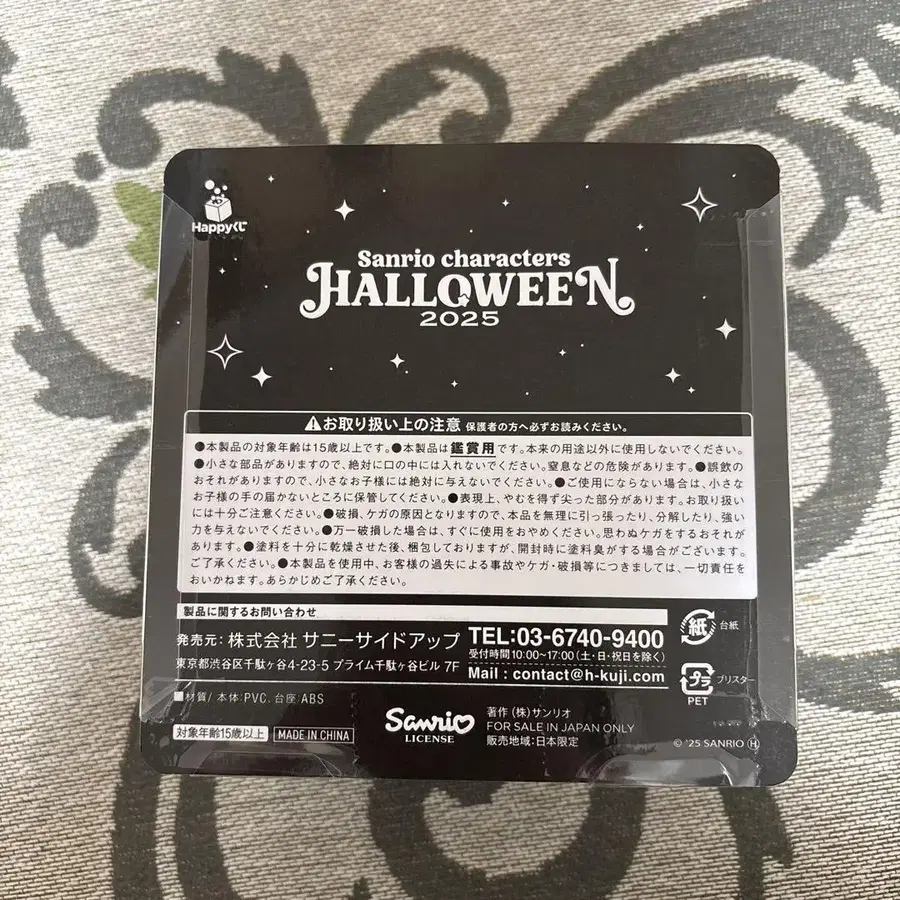 Happyくじ
Sanrio characters
HALLOWEEN
2025
⚠お取り扱い上の注意 保護者の方へ必ずお読みください。
●本製品の対象年齢は15歳以上です。●本製品は鑑賞用です。本来の用途以外に使用しないでください。
●小さな部品がありますので、絶対に口の中には入れないでください。窒息などの危険があります。●誤飲の
おそれがありますので、小さなお子様には絶対に与えないでください。●ご使用にならない場合は、小さな
お子様の手の届かないところに保管してください。●表現上、やむを得ず尖った部分があります。お取り扱い
には十分ご注意ください。●破損、ケガの原因となりますので、本品を無理に引っ張ったり、分解したり、強い
力を与えないでください。●万一破損した場合は、すぐに使用をおやめください。思わぬケガをするおそれが
あります。●塗料を十分に乾燥させた後、梱包しておりますが、開封時に塗料臭がする場合がございます。
ご了承ください。●本製品を使用中、お客様の過失による事故やケガ・破損等につきましては、一切責任を
おいかねます。あらかじめご了承ください。
製品に関するお問い合わせ
発売元:株式会社 サニーサイドアップ
東京都渋谷区千駄ヶ谷4-23-5 プライム千駄ヶ谷ビル 7F
TEL:03-6740-9400
受付時間10:00~17:00(土・日・祝日を除く)
Mail : contact@h-kuji.com
紙 台紙
プラ ブリスター
PET
■材質/本体:PVC、台座/ABS
対象年齢15歳以上
MADE IN CHINA
Sanrio
LICENSE
著作(株)サンリオ
FOR SALE IN JAPAN ONLY
販売地域:日本限定
© '25 SANRIO Ⓗ